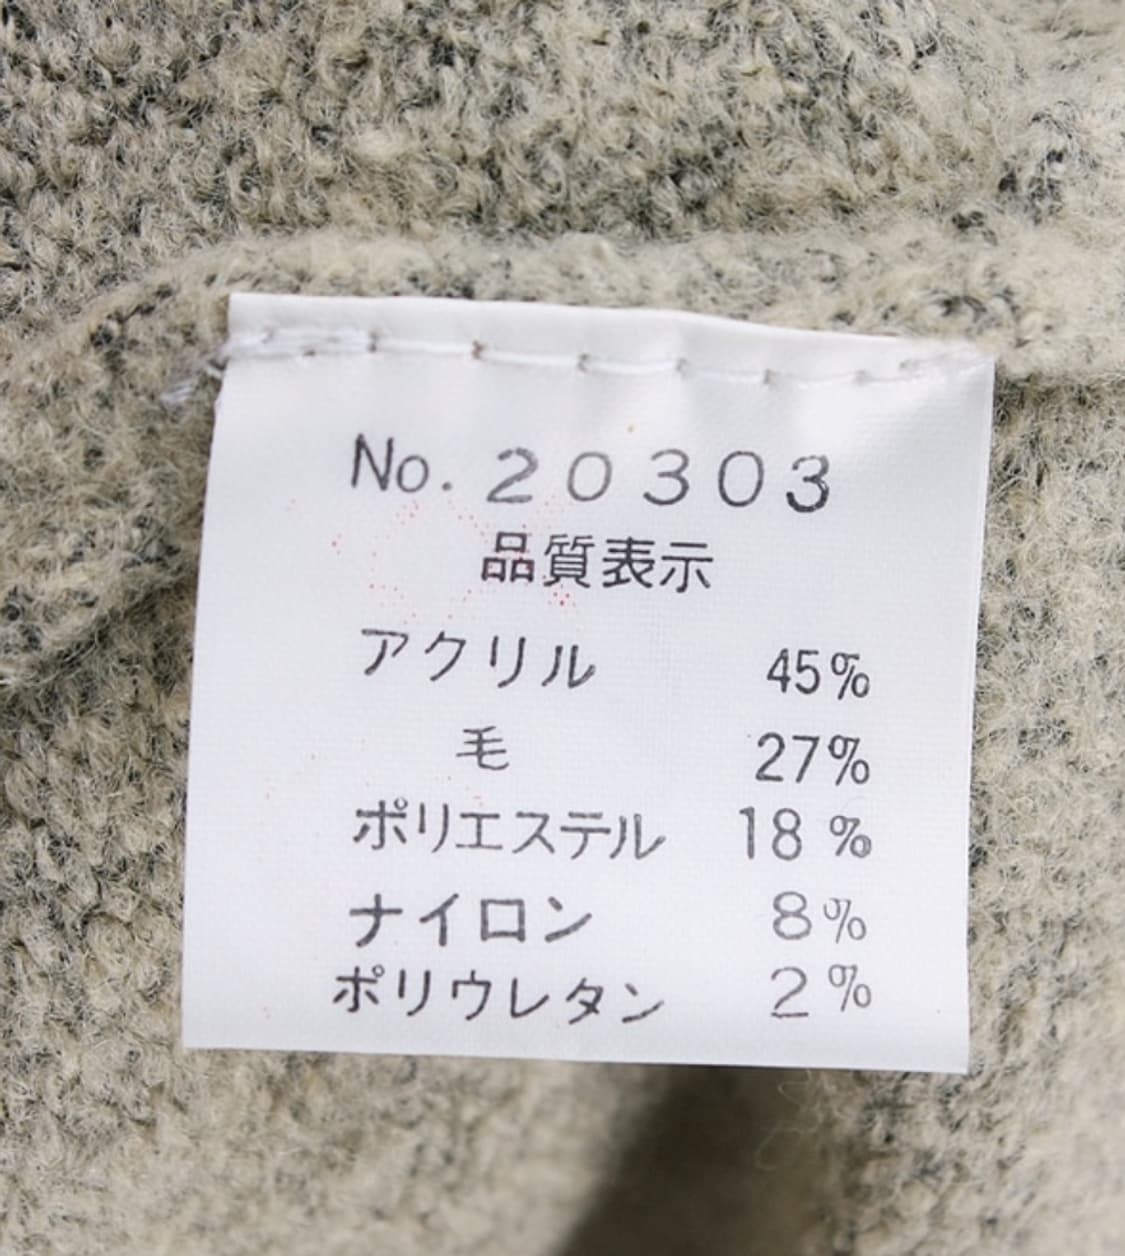 No. 20303
品質表示
アクリル 45%
毛 27%
ポリエステル 18%
ナイロン 8%
ポリウレタン 2%